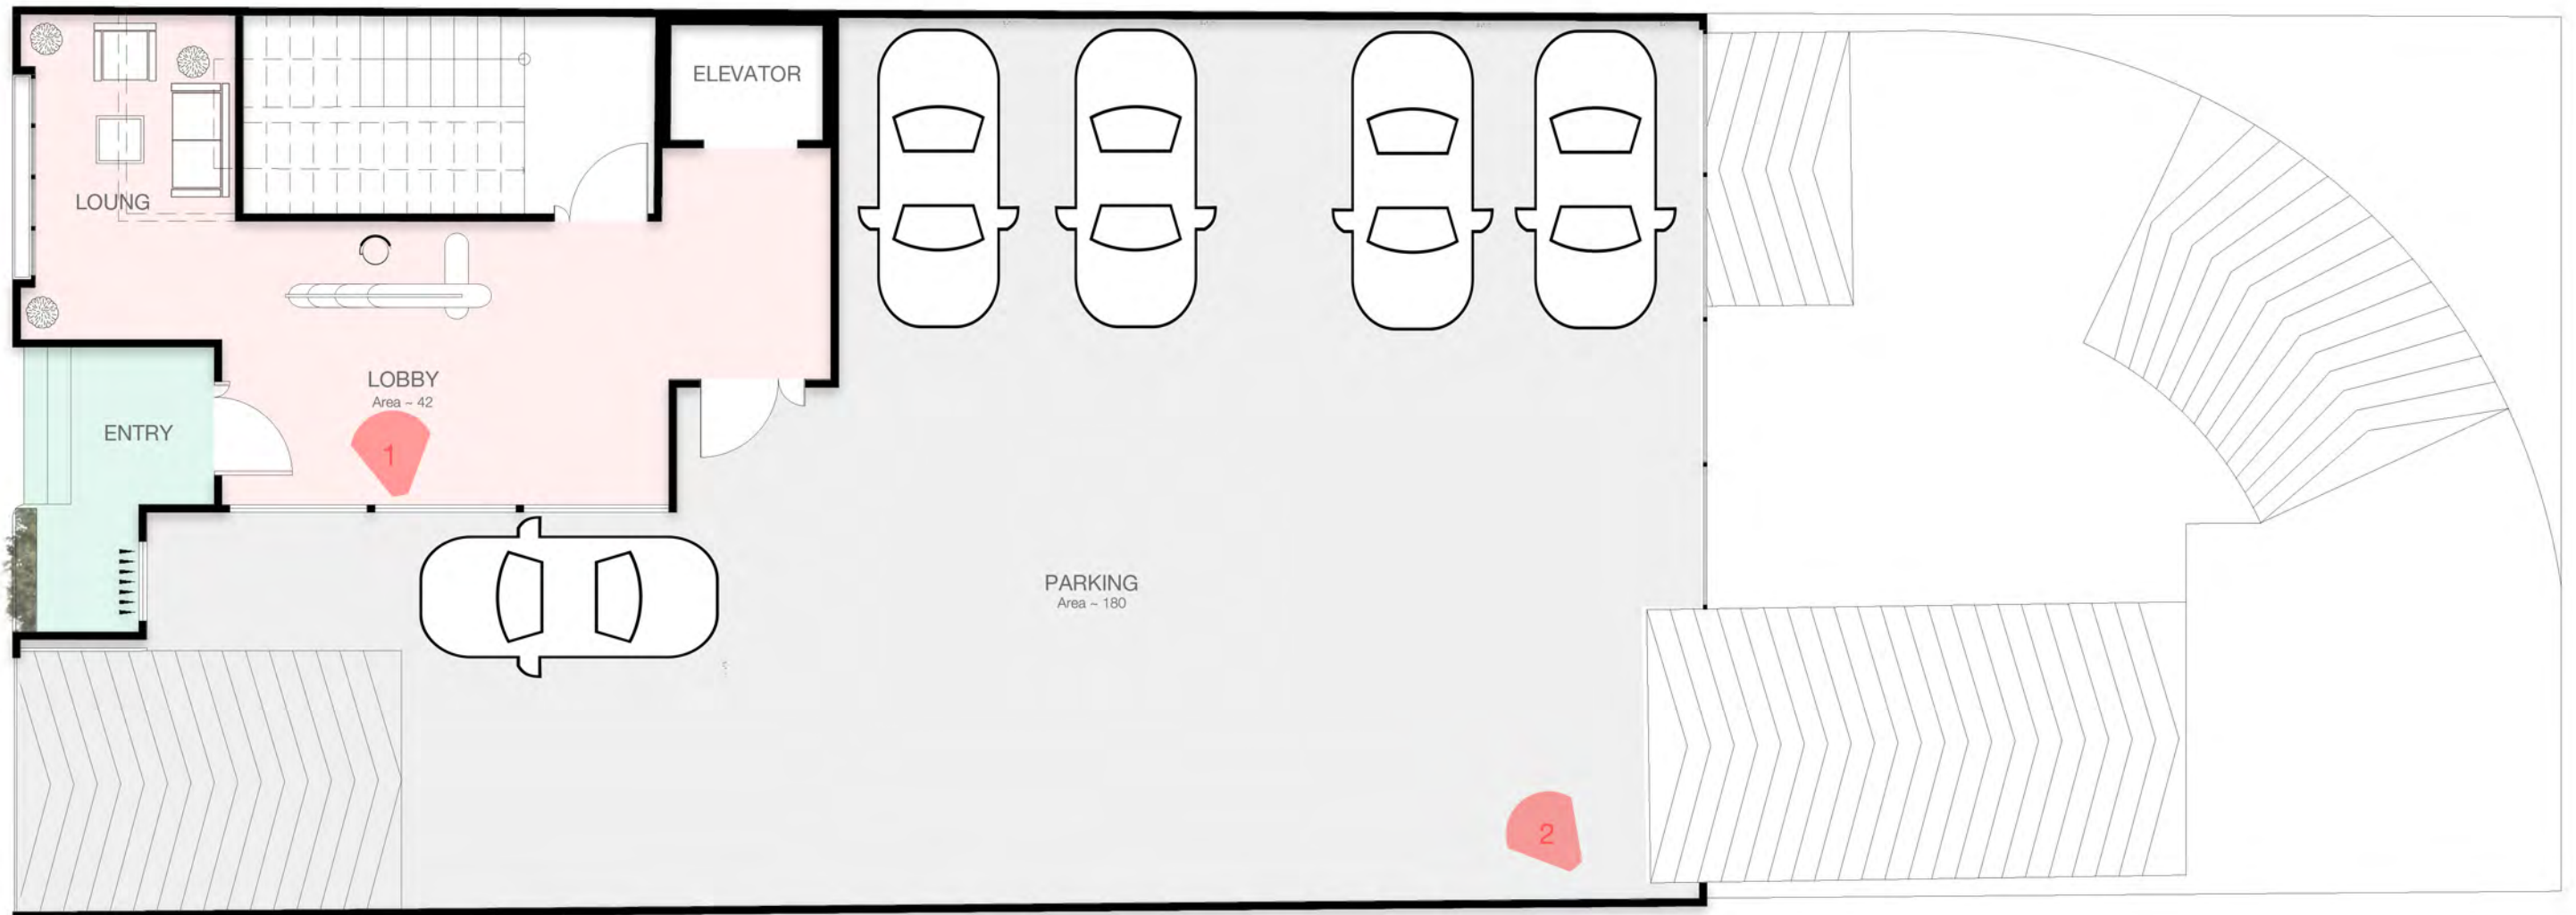 ELEVATOR
LOUNG
LOBBY
Area ~ 42
1
ENTRY
PARKING
Area ~ 180
2